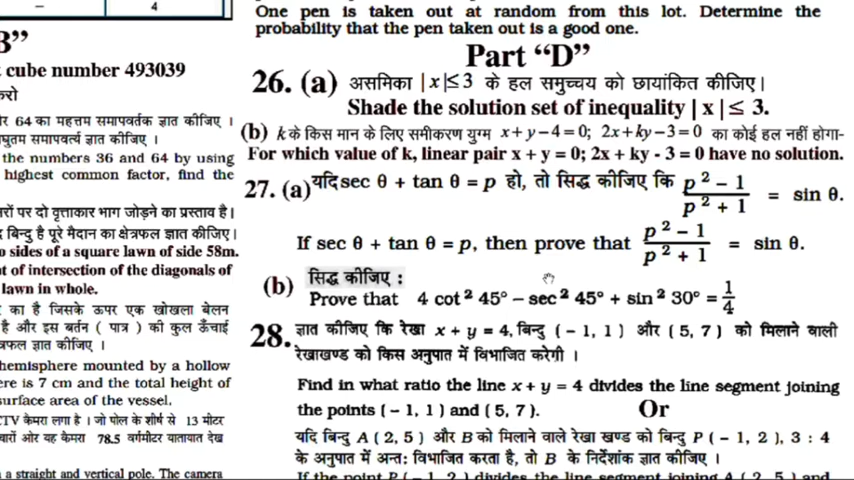 4
B”
cube number 493039
करो
र 64 का महत्तम समापवर्तक ज्ञात कीजिए ।
घुतम समापवर्त्य ज्ञात कीजिए ।
the numbers 36 and 64 by using
highest common factor, find the
रों पर दो वृत्ताकार भाग जोड़ने का प्रस्ताव है।
बिन्दु है पूरे मैदान का क्षेत्रफल ज्ञात कीजिए।
o sides of a square lawn of side 58m.
t of intersection of the diagonals of
lawn in whole.
का है जिसके ऊपर एक खोखला बेलन
है और इस बर्तन ( पात्र ) की कुल ऊँचाई
त्रफल ज्ञात कीजिए ।
hemisphere mounted by a hollow
ere is 7 cm and the total height of
surface area of the vessel.
CTV कैमरा लगा है । जो पोल के शीर्ष से 13 मीटर
चारों ओर यह कैमरा 78.5 वर्गमीटर यातायात देख
a straight and vertical pole. The camera
One pen is taken out at random from this lot. Determine the
probability that the pen taken out is a good one.
Part “D”
26. (a) असमिका | x|≤3 के हल समुच्चय को छायांकित कीजिए।
Shade the solution set of inequality | x | ≤ 3.
(b) k के किस मान के लिए समीकरण युग्म x+y−4=0; 2x+ky−3=0 का कोई हल नहीं होगा-
For which value of k, linear pair x + y = 0; 2x + ky - 3 = 0 have no solution.
27. (a) यदि sec θ + tan θ = p हो, तो सिद्ध कीजिए कि p² − 1 / p² + 1 = sin θ.
If sec θ + tan θ = p, then prove that p² − 1 / p² + 1 = sin θ.
(b) सिद्ध कीजिए :
Prove that 4 cot² 45° − sec² 45° + sin² 30° = 1/4
28. ज्ञात कीजिए कि रेखा x + y = 4, बिन्दु ( − 1, 1 ) और ( 5, 7 ) को मिलाने वाली
रेखाखण्ड को किस अनुपात में विभाजित करेगी ।
Find in what ratio the line x + y = 4 divides the line segment joining
the points ( − 1, 1 ) and ( 5, 7 ).
Or
यदि बिन्दु A ( 2, 5 ) और B को मिलाने वाले रेखा खण्ड को बिन्दु P ( − 1, 2 ), 3 : 4
के अनुपात में अन्त: विभाजित करता है, तो B के निर्देशांक ज्ञात कीजिए ।
If the point P ( − 1, 2 ) divides the line segment joining A ( 2, 5 ) and